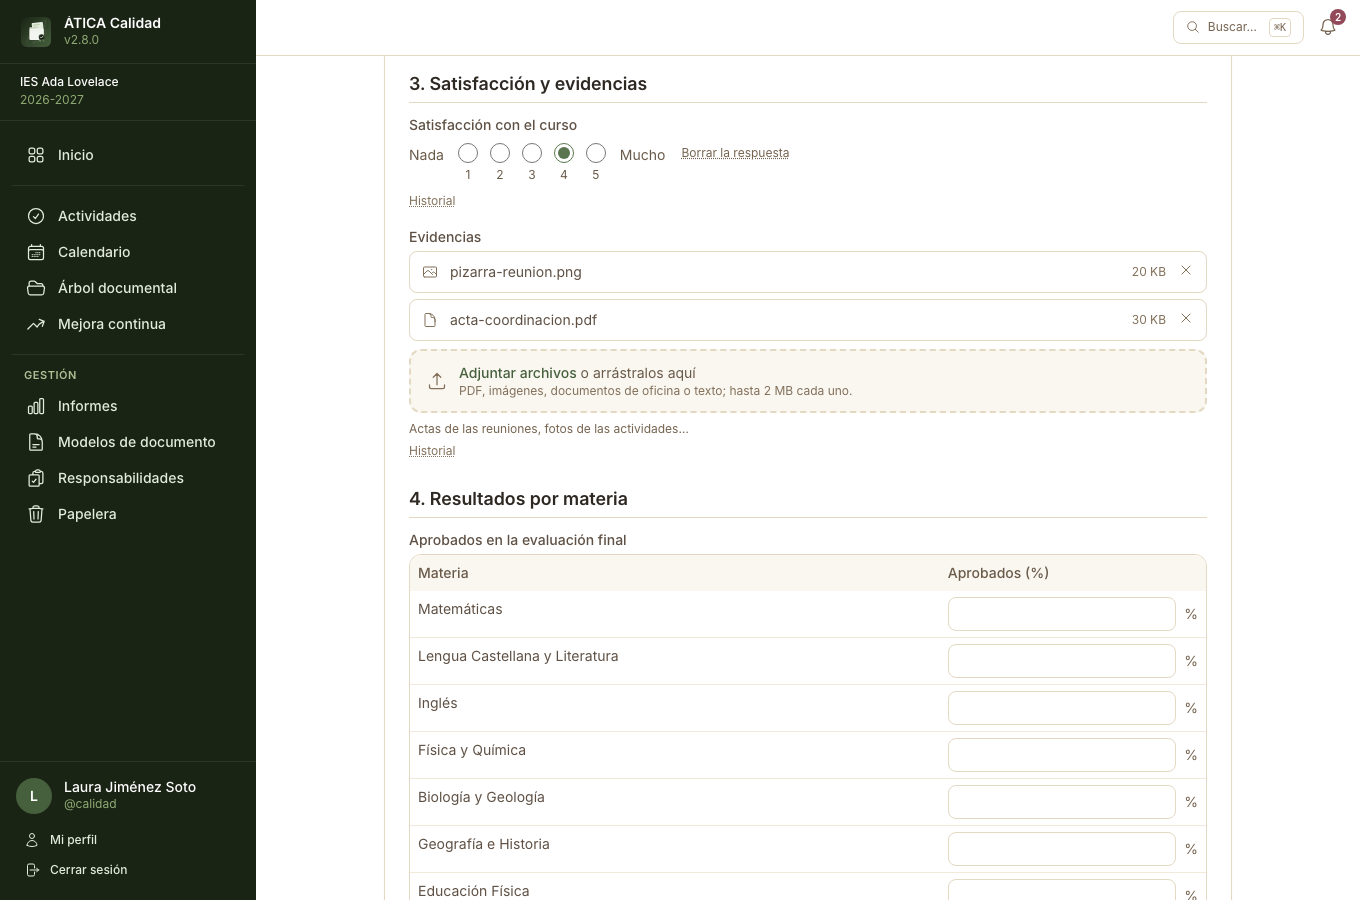 ÁTICA Calidad
v2.8.0
IES Ada Lovelace
2026-2027
Inicio
Actividades
Calendario
Árbol documental
Mejora continua
GESTIÓN
Informes
Modelos de documento
Responsabilidades
Papelera
L
Laura Jiménez Soto
@calidad
Mi perfil
Cerrar sesión
Buscar... ⌘K
2
3. Satisfacción y evidencias
Satisfacción con el curso
Nada Mucho Borrar la respuesta
1 2 3 4 5
Historial
Evidencias
pizarra-reunion.png 20 KB
acta-coordinacion.pdf 30 KB
Adjuntar archivos o arrástralos aquí
PDF, imágenes, documentos de oficina o texto; hasta 2 MB cada uno.
Actas de las reuniones, fotos de las actividades...
Historial
4. Resultados por materia
Aprobados en la evaluación final
Materia Aprobados (%)
Matemáticas %
Lengua Castellana y Literatura %
Inglés %
Física y Química %
Biología y Geología %
Geografía e Historia %
Educación Física %